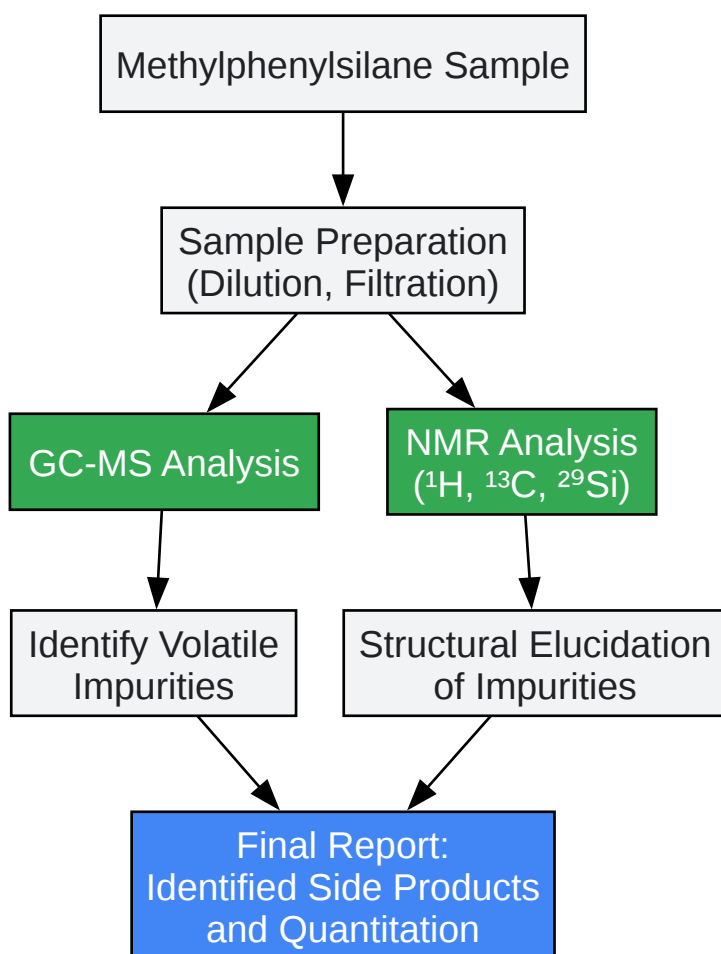 Methylphenylsilane Sample
Sample Preparation
(Dilution, Filtration)
GC-MS Analysis
NMR Analysis
(¹H, ¹³C, ²⁹Si)
Identify Volatile
Impurities
Structural Elucidation
of Impurities
Final Report:
Identified Side Products
and Quantitation